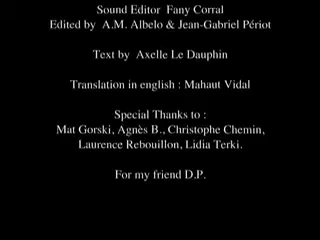 Sound Editor  Fany Corral
Edited by  A.M. Albelo & Jean-Gabriel Périot
Text by  Axelle Le Dauphin
Translation in english : Mahaut Vidal
Special Thanks to :
Mat Gorski, Agnès B., Christophe Chemin,
Laurence Rebouillon, Lidia Terki.
For my friend D.P.